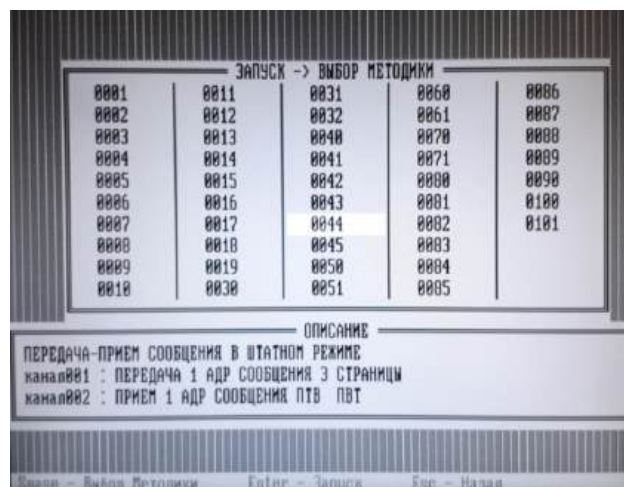 ЗАПУСК -> ВЫБОР МЕТОДИКИ
0001 0011 0031 0060 0086
0002 0012 0032 0061 0087
0003 0013 0040 0070 0088
0004 0014 0041 0071 0089
0005 0015 0042 0080 0090
0006 0016 0043 0081 0100
0007 0017 0044 0082 0101
0008 0018 0045 0083
0009 0019 0050 0084
0010 0030 0051 0085
ОПИСАНИЕ
ПЕРЕДАЧА-ПРИЕМ СООБЩЕНИЯ В ШТАТНОМ РЕЖИМЕ
канал001 : ПЕРЕДАЧА 1 АДР СООБЩЕНИЯ 3 СТРАНИЦЫ
канал002 : ПРИЕМ 1 АДР СООБЩЕНИЯ ПТВ ПВТ
Space - Выбор Методики Enter - Запуск Esc - Назад